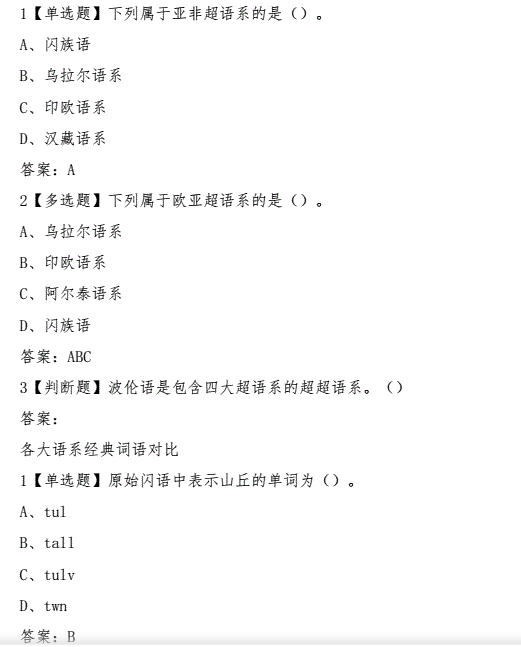 1【单选题】下列属于亚非超语系的是（）。
A、闪族语
B、乌拉尔语系
C、印欧语系
D、汉藏语系
答案：A
2【多选题】下列属于欧亚超语系的是（）。
A、乌拉尔语系
B、印欧语系
C、阿尔泰语系
D、闪族语
答案：ABC
3【判断题】波伦语是包含四大超语系的超超语系。（）
答案：
各大语系经典词语对比
1【单选题】原始闪语中表示山丘的单词为（）。
A、tul
B、tall
C、tulv
D、twn
答案：B